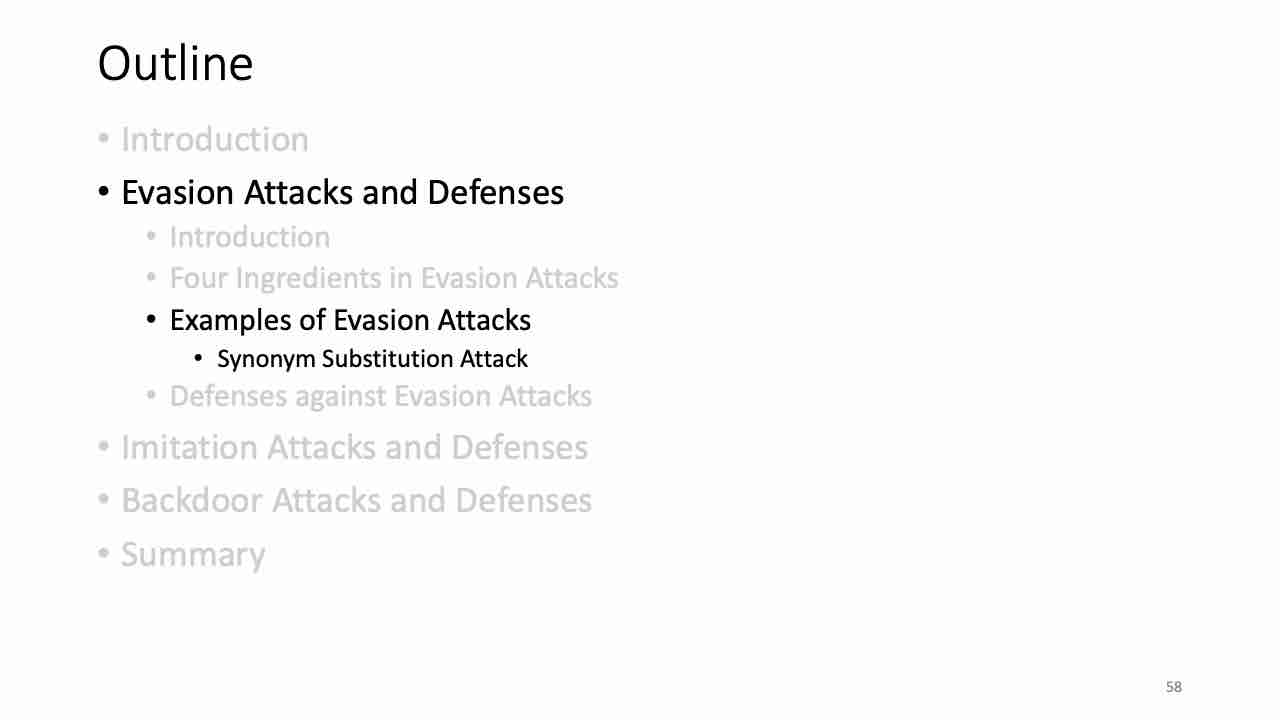 Outline
• Introduction
• Evasion Attacks and Defenses
• Introduction
• Four Ingredients in Evasion Attacks
• Examples of Evasion Attacks
• Synonym Substitution Attack
• Defenses against Evasion Attacks
• Imitation Attacks and Defenses
• Backdoor Attacks and Defenses
• Summary
58